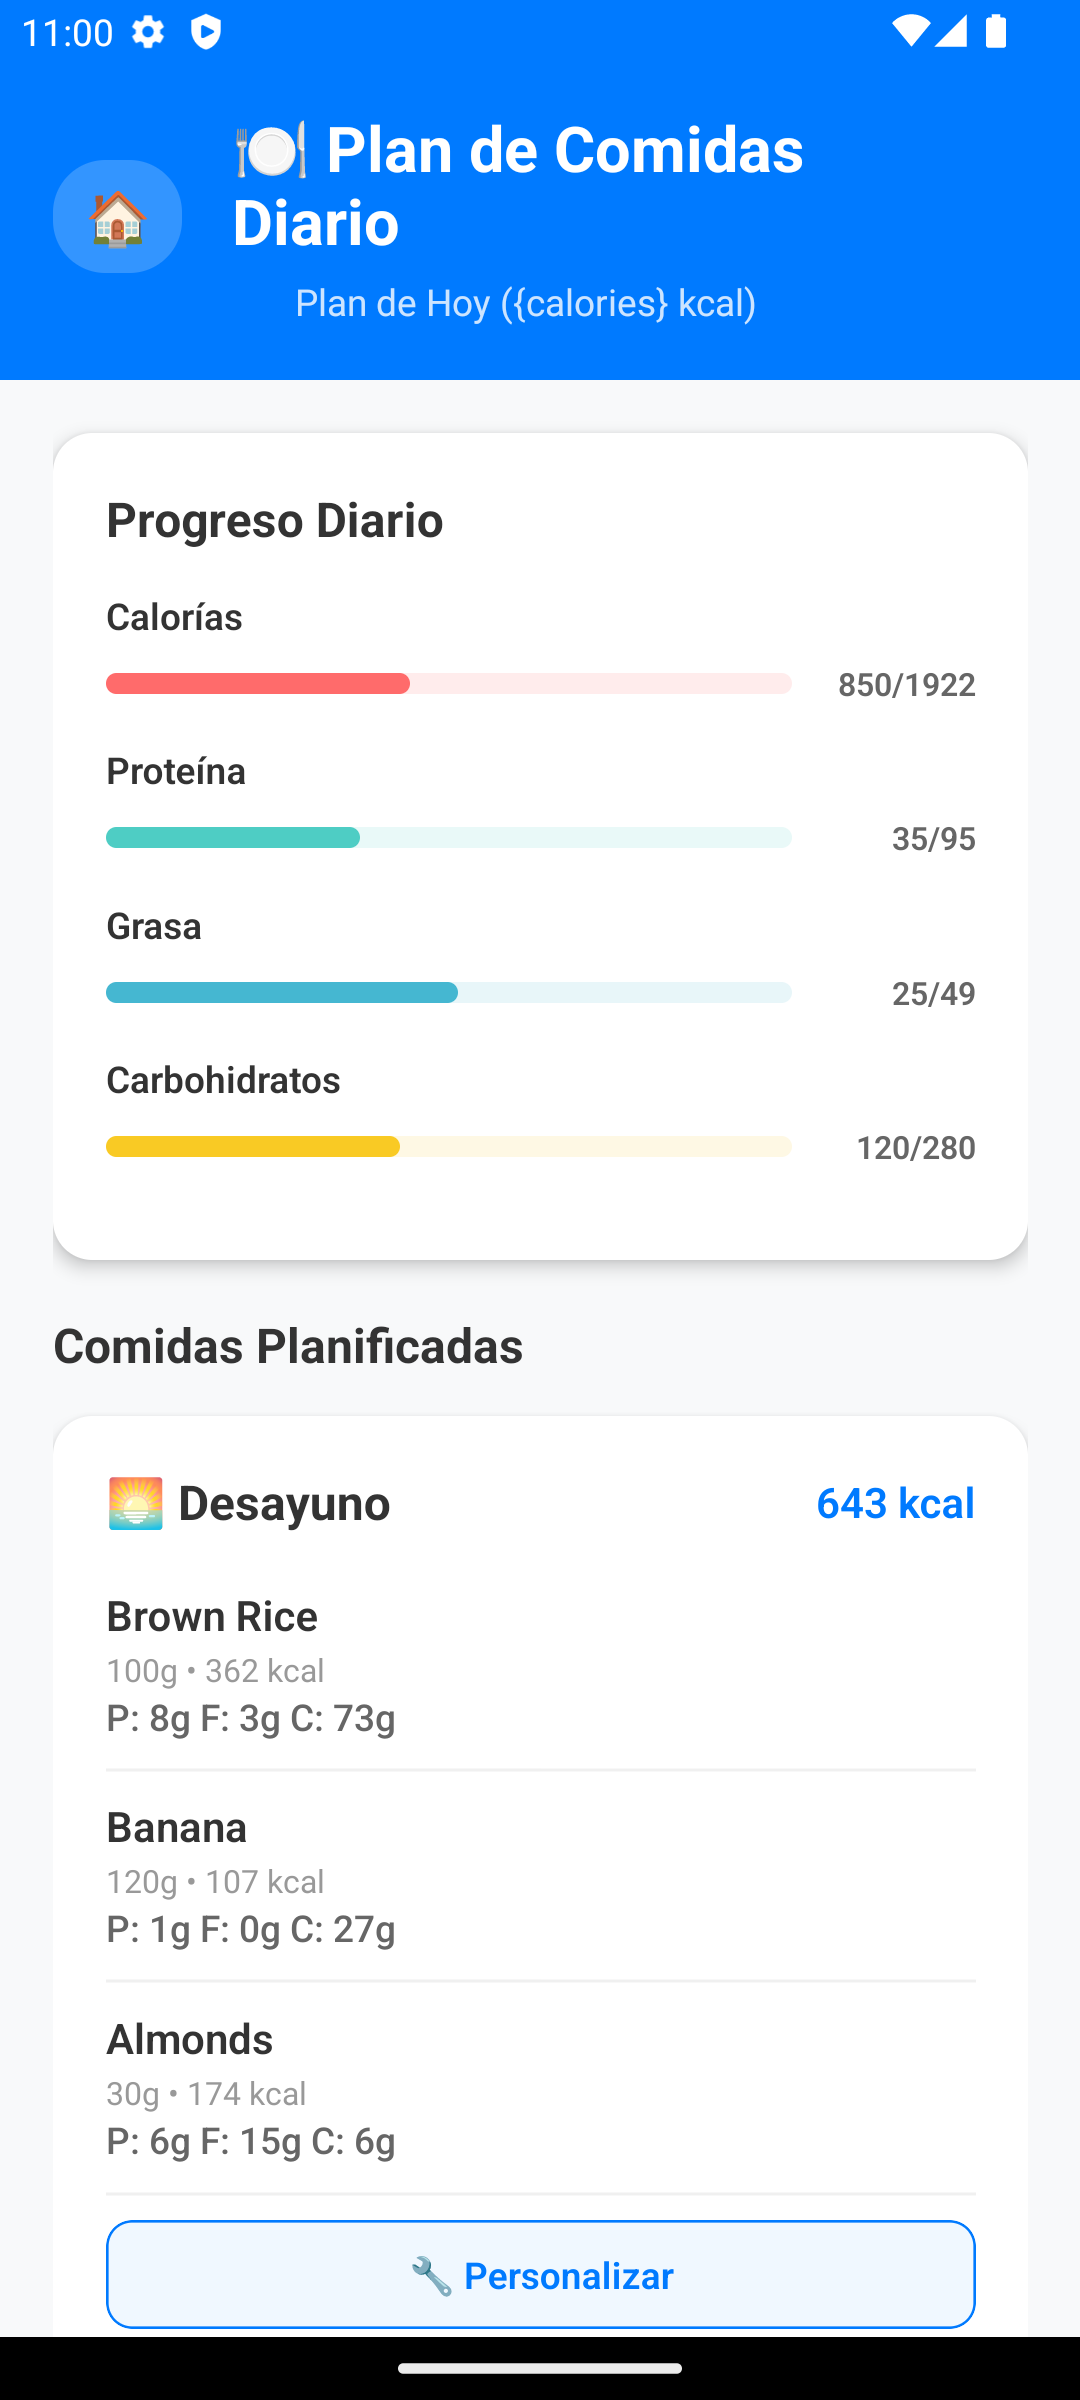 11:00
Plan de Comidas
Diario
Plan de Hoy ({calories} kcal)
Progreso Diario
Calorías
850/1922
Proteína
35/95
Grasa
25/49
Carbohidratos
120/280
Comidas Planificadas
Desayuno
643 kcal
Brown Rice
100g • 362 kcal
P: 8g F: 3g C: 73g
Banana
120g • 107 kcal
P: 1g F: 0g C: 27g
Almonds
30g • 174 kcal
P: 6g F: 15g C: 6g
Personalizar